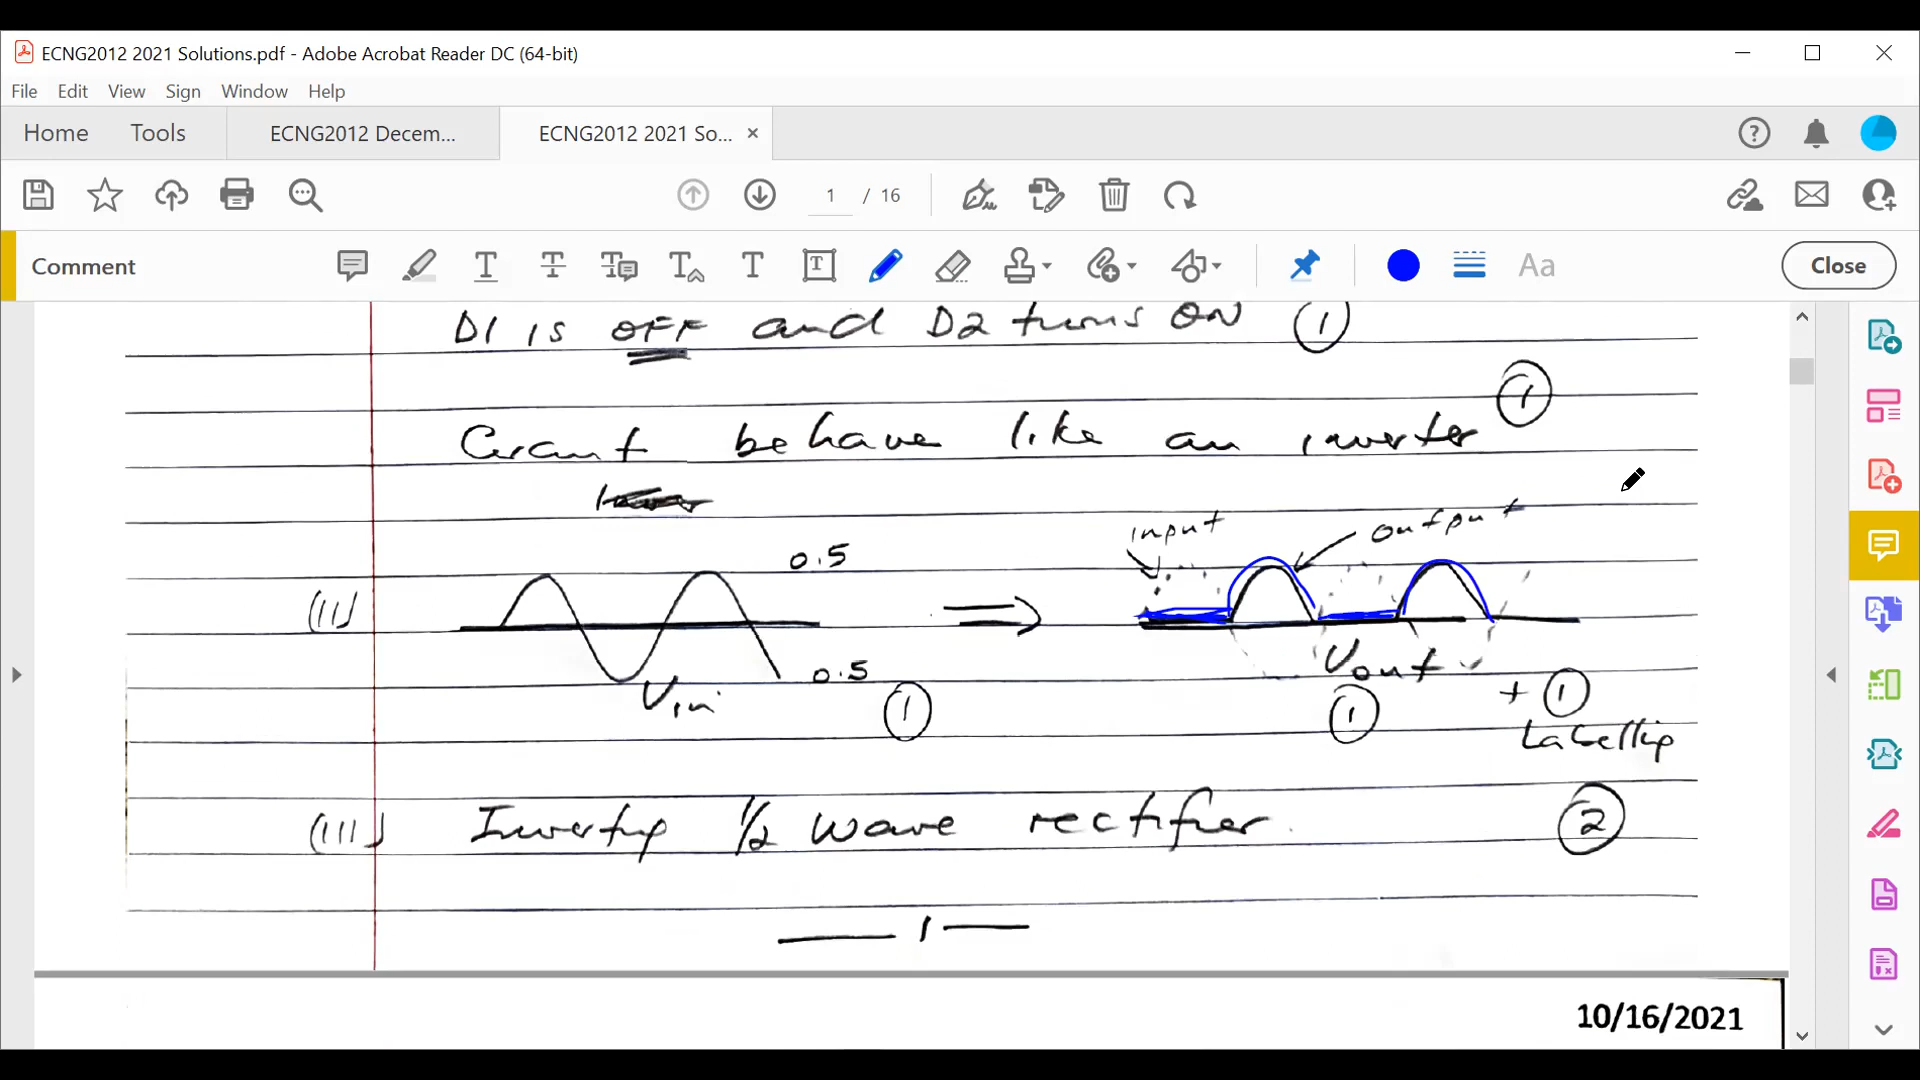 ECNG2012 2021 Solutions.pdf - Adobe Acrobat Reader DC (64-bit)
File Edit View Sign Window Help
Home Tools ECNG2012 Decem... ECNG2012 2021 So... ×
1 / 16
Comment Aa Close
D1 is OFF and D2 turns ON 1
Circuit behave like an inverter 1
input output
0.5
(ii)
0.5
Vin 1 Vout 1 + 1
Labelling
(iii) Inverting 1/2 wave rectifier. 2
1
10/16/2021